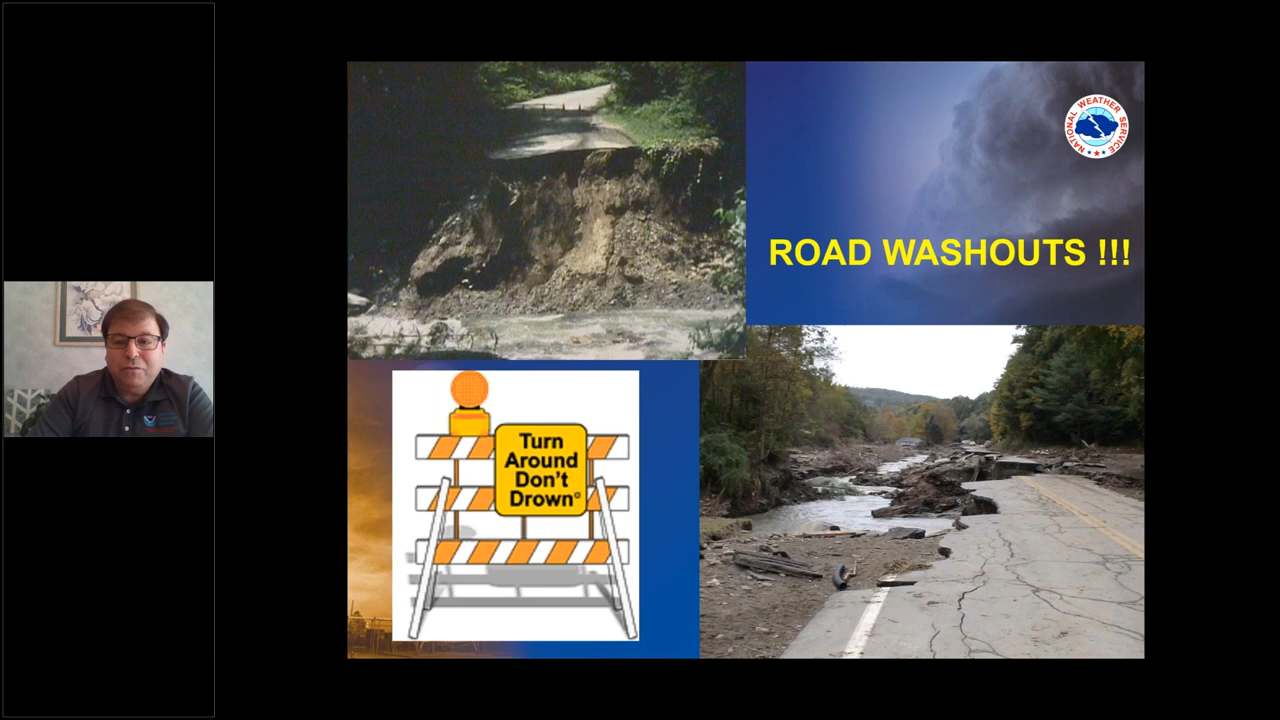 NATIONAL WEATHER SERVICE
ROAD WASHOUTS !!!
Turn
Around
Don't
Drown